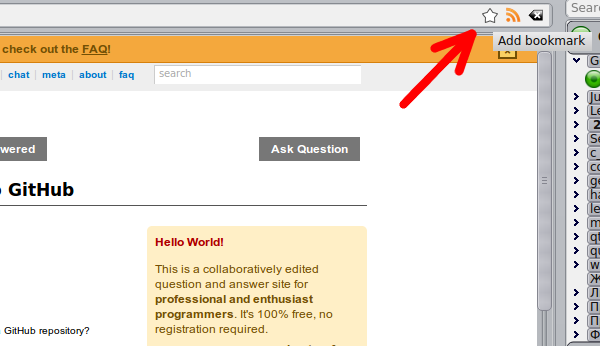 Sear
check out the FAQ!
Add bookmark
chat | meta | about | faq
search
wered
Ask Question
GitHub
Hello World!
This is a collaboratively edited
question and answer site for
professional and enthusiast
programmers. It's 100% free, no
registration required.
GitHub repository?
G
Ju
Le
2
Se
c_
co
ge
ha
le
m
qt
qu
w
Ж
Л
П
П
Ф